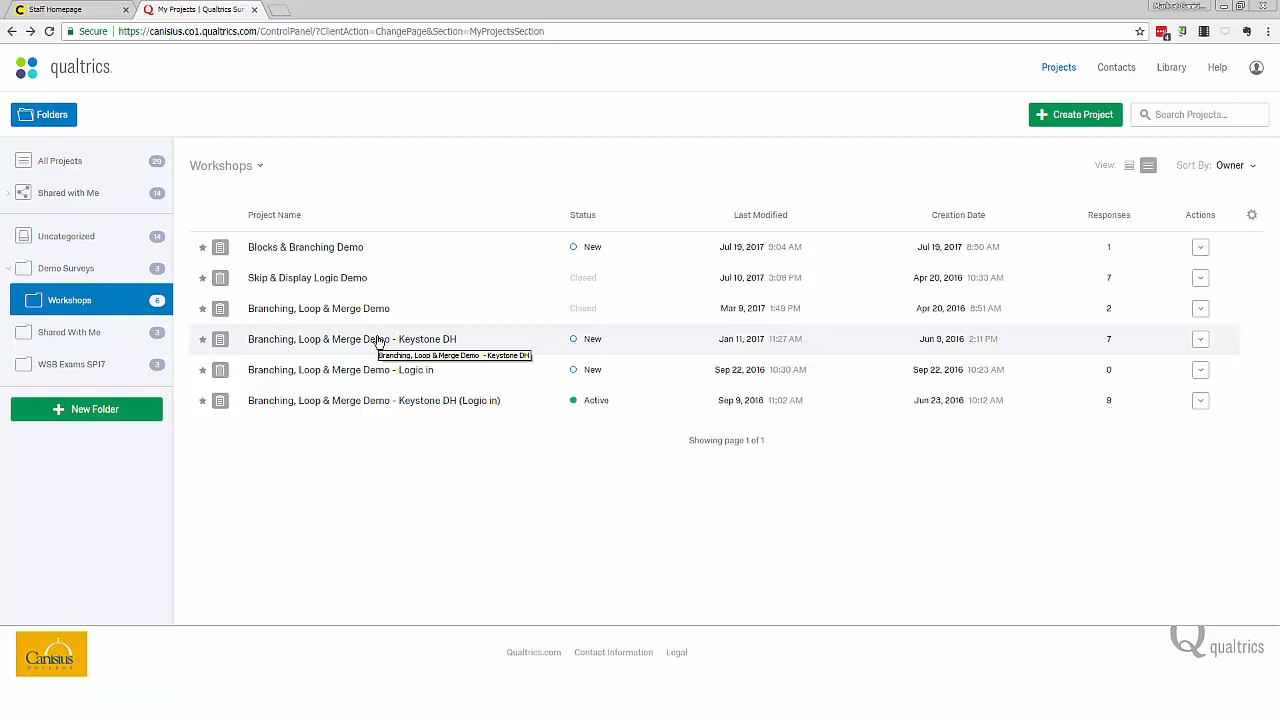 Staff Homepage
My Projects | Qualtrics Sur
Secure https://canisius.co1.qualtrics.com/ControlPanel/?ClientAction=ChangePage&Section=MyProjectsSection
4
qualtrics.
Projects Contacts Library Help
Folders
Create Project
Search Projects...
All Projects 29
Shared with Me 14
Uncategorized 14
Demo Surveys 3
Workshops 6
Shared With Me 3
WSB Exams SP17 3
New Folder
Workshops
View: Sort By: Owner
Project Name Status Last Modified Creation Date Responses Actions
Blocks & Branching Demo New Jul 19, 2017 9:04 AM Jul 19, 2017 8:50 AM 1
Skip & Display Logic Demo Closed Jul 10, 2017 3:09 PM Apr 20, 2016 10:33 AM 7
Branching, Loop & Merge Demo Closed Mar 9, 2017 1:49 PM Apr 20, 2016 8:51 AM 2
Branching, Loop & Merge Demo - Keystone DH New Jan 11, 2017 11:27 AM Jun 9, 2016 2:11 PM 7
Branching, Loop & Merge Demo - Keystone DH
Branching, Loop & Merge Demo - Logic in New Sep 22, 2016 10:30 AM Sep 22, 2016 10:23 AM 0
Branching, Loop & Merge Demo - Keystone DH (Logic in) Active Sep 9, 2016 11:02 AM Jun 23, 2016 10:12 AM 9
Showing page 1 of 1
Canisius
COLLEGE
Qualtrics.com Contact Information Legal
qualtrics